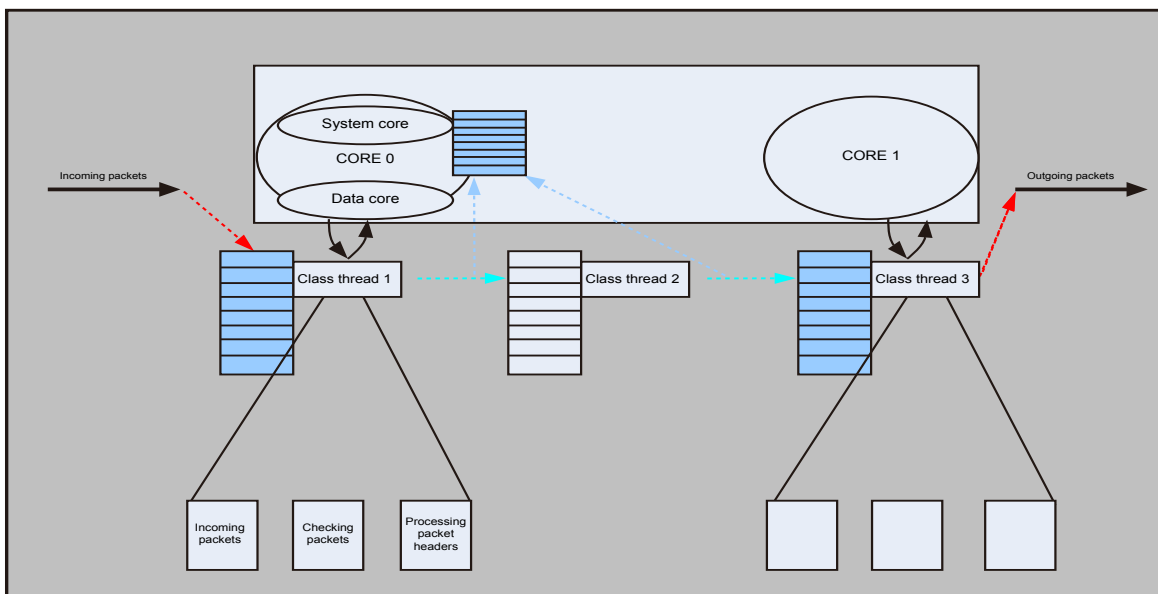 System core
CORE 0
CORE 1
Incoming packets
Outgoing packets
Data core
Class thread 1
Class thread 2
Class thread 3
Incoming
packets
Checking
packets
Processing
packet
headers